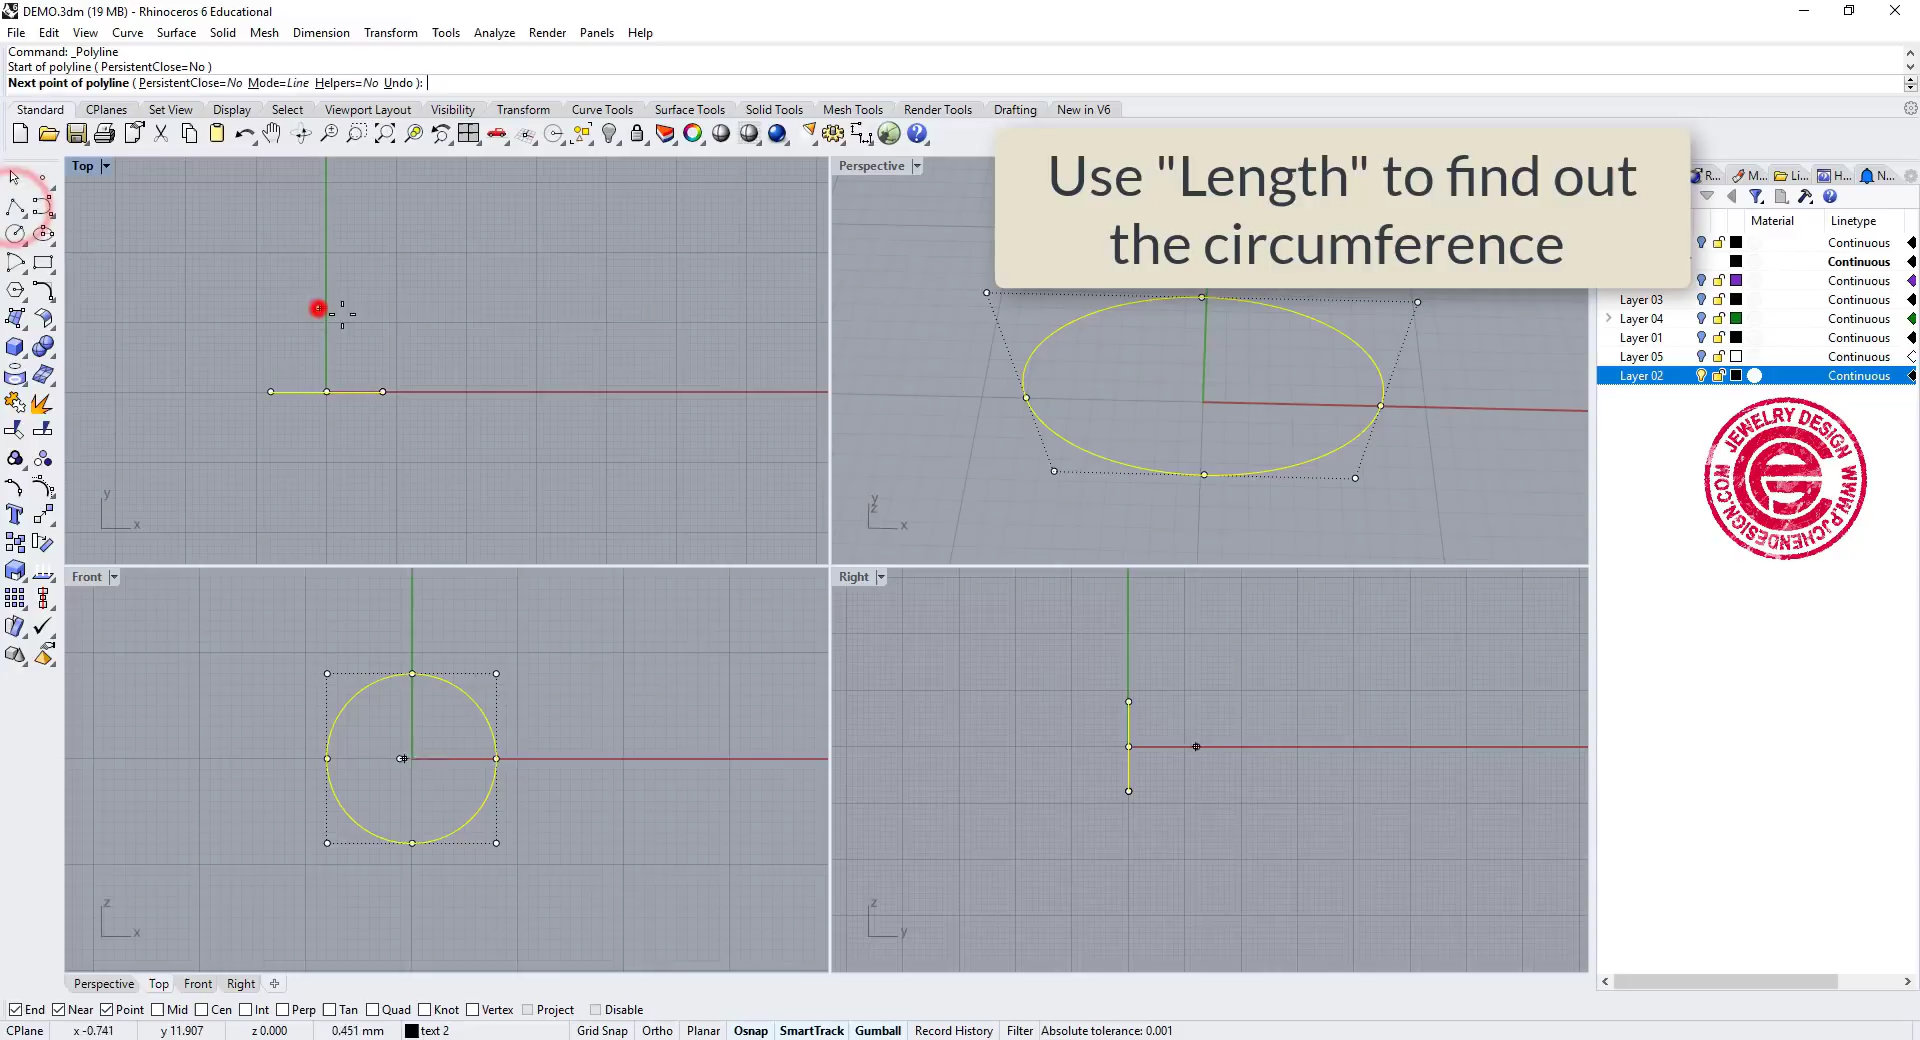 DEMO.3dm (19 MB) - Rhinoceros 6 Educational
File Edit View Curve Surface Solid Mesh Dimension Transform Tools Analyze Render Panels Help
Command: _Polyline
Start of polyline ( PersistentClose=No )
Next point of polyline ( PersistentClose=No Mode=Line Helpers=No Undo ):
Standard CPlanes Set View Display Select Viewport Layout Visibility Transform Curve Tools Surface Tools Solid Tools Mesh Tools Render Tools Drafting New in V6
Use "Length" to find out
the circumference
Top
Perspective
R... M... Li... H... N...
Material Linetype
Continuous
Continuous
Continuous
Layer 03 Continuous
Layer 04 Continuous
Layer 01 Continuous
Layer 05 Continuous
Layer 02 Continuous
JEWELRY DESIGN
WWW.PJCHENDESIGN.COM
y
x
y
z
x
Front
Right
z
x
z
y
Perspective Top Front Right
End Near Point Mid Cen Int Perp Tan Quad Knot Vertex Project Disable
CPlane x -0.741 y 11.907 z 0.000 0.451 mm text 2 Grid Snap Ortho Planar Osnap SmartTrack Gumball Record History Filter Absolute tolerance: 0.001